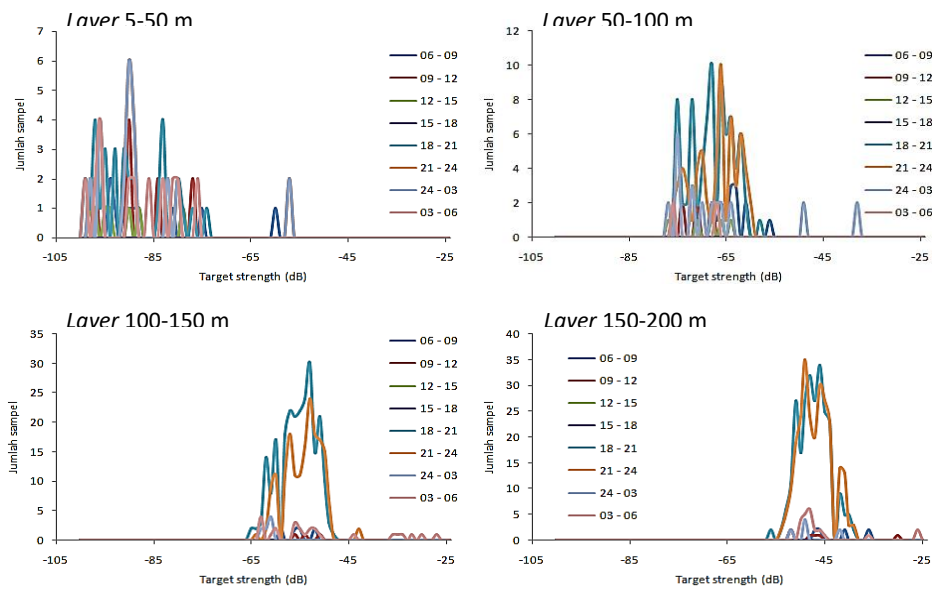 Layer 5-50 m
7
6
5
4
3
2
1
0
Jumlah sampel
-105 -85 -65 -45 -25
Target strength (dB)
06 - 09
09 - 12
12 - 15
15 - 18
18 - 21
21 - 24
24 - 03
03 - 06
Layer 50-100 m
12
10
8
6
4
2
0
Jumlah sampel
-105 -85 -65 -45 -25
Target strength (dB)
06 - 09
09 - 12
12 - 15
15 - 18
18 - 21
21 - 24
24 - 03
03 - 06
Layer 100-150 m
35
30
25
20
15
10
5
0
Jumlah sampel
-105 -85 -65 -45 -25
Target strength (dB)
06 - 09
09 - 12
12 - 15
15 - 18
18 - 21
21 - 24
24 - 03
03 - 06
Layer 150-200 m
40
35
30
25
20
15
10
5
0
Jumlah sampel
-105 -85 -65 -45 -25
Target strength (dB)
06 - 09
09 - 12
12 - 15
15 - 18
18 - 21
21 - 24
24 - 03
03 - 06